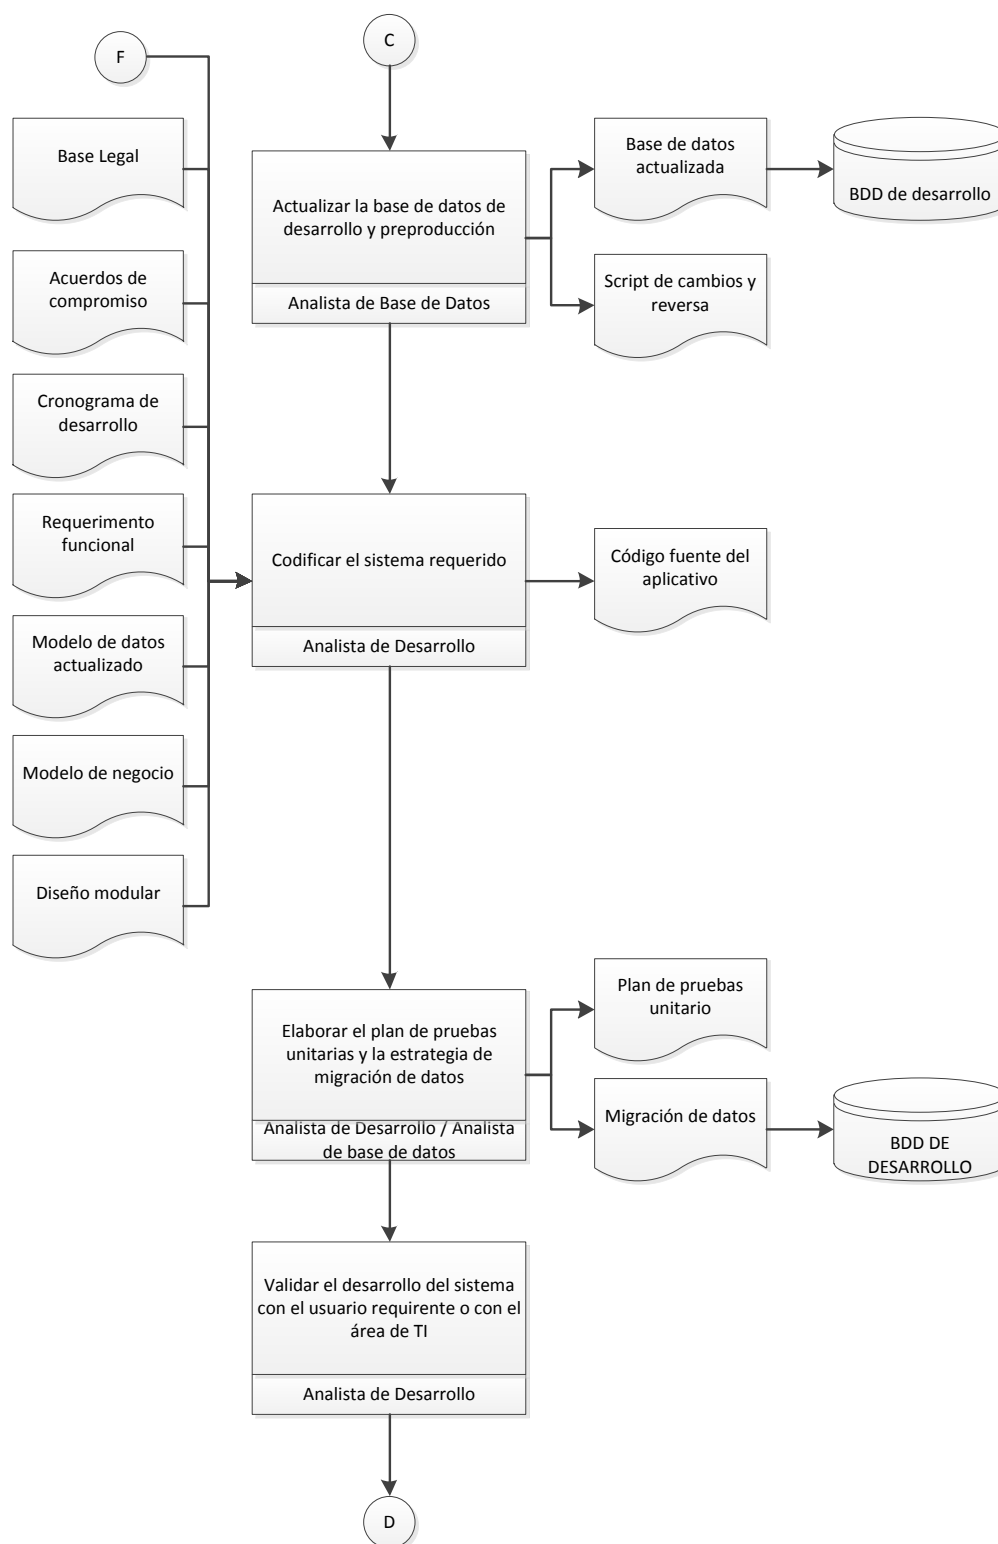 F
C
Base Legal
Acuerdos de
compromiso
Cronograma de
desarrollo
Requerimento
funcional
Modelo de datos
actualizado
Modelo de negocio
Diseño modular
Actualizar la base de datos de
desarrollo y preproducción
Analista de Base de Datos
Base de datos
actualizada
BDD de desarrollo
Script de cambios y
reversa
Codificar el sistema requerido
Analista de Desarrollo
Código fuente del
aplicativo
Elaborar el plan de pruebas
unitarias y la estrategia de
migración de datos
Analista de Desarrollo / Analista
de base de datos
Plan de pruebas
unitario
Migración de datos
BDD DE
DESARROLLO
Validar el desarrollo del sistema
con el usuario requirente o con el
área de TI
Analista de Desarrollo
D